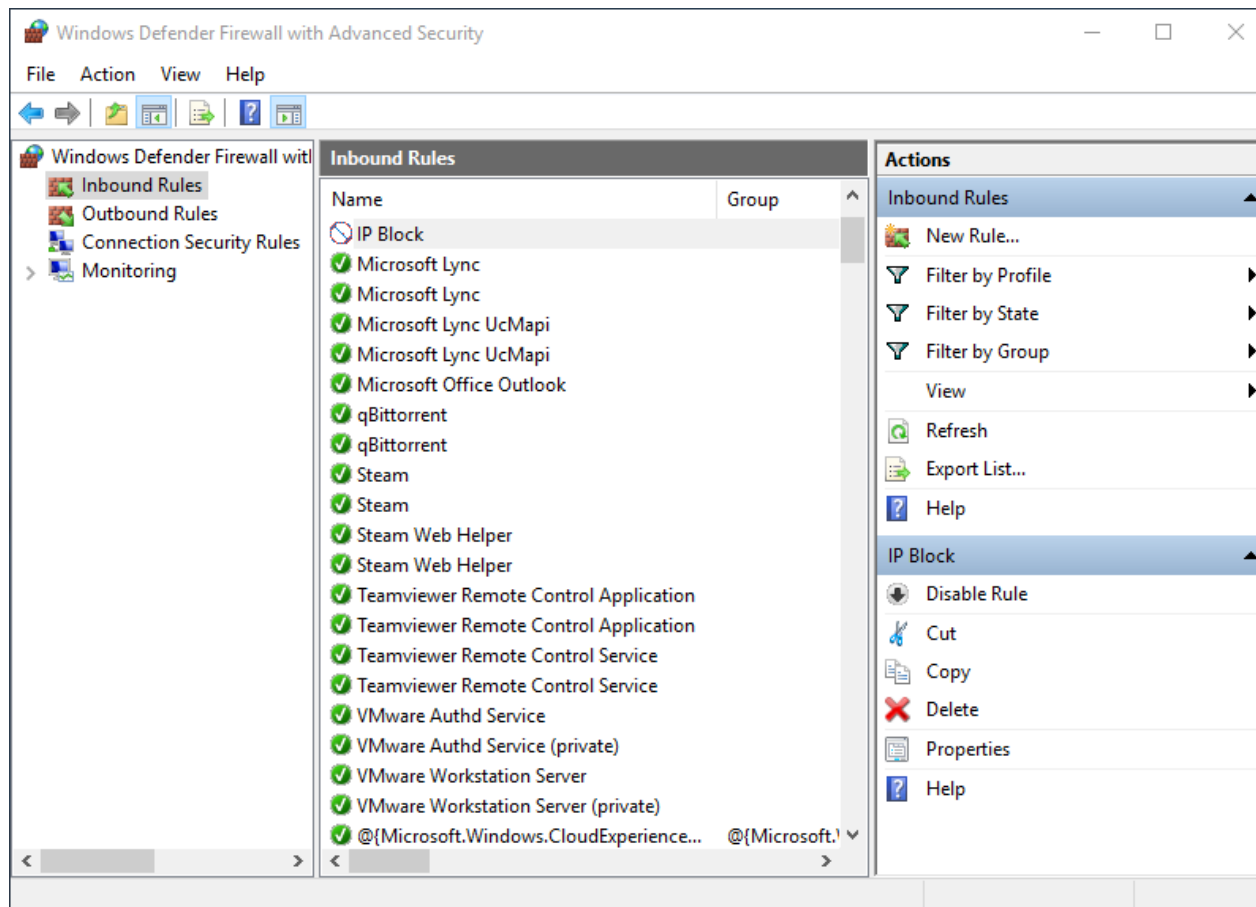 Windows Defender Firewall with Advanced Security
File Action View Help
Windows Defender Firewall with
Inbound Rules
Outbound Rules
Connection Security Rules
Monitoring
Inbound Rules
Name Group
IP Block
Microsoft Lync
Microsoft Lync
Microsoft Lync UcMapi
Microsoft Lync UcMapi
Microsoft Office Outlook
qBittorrent
qBittorrent
Steam
Steam
Steam Web Helper
Steam Web Helper
Teamviewer Remote Control Application
Teamviewer Remote Control Application
Teamviewer Remote Control Service
Teamviewer Remote Control Service
VMware Authd Service
VMware Authd Service (private)
VMware Workstation Server
VMware Workstation Server (private)
@{Microsoft.Windows.CloudExperience... @{Microsoft.
Actions
Inbound Rules
New Rule...
Filter by Profile
Filter by State
Filter by Group
View
Refresh
Export List...
Help
IP Block
Disable Rule
Cut
Copy
Delete
Properties
Help